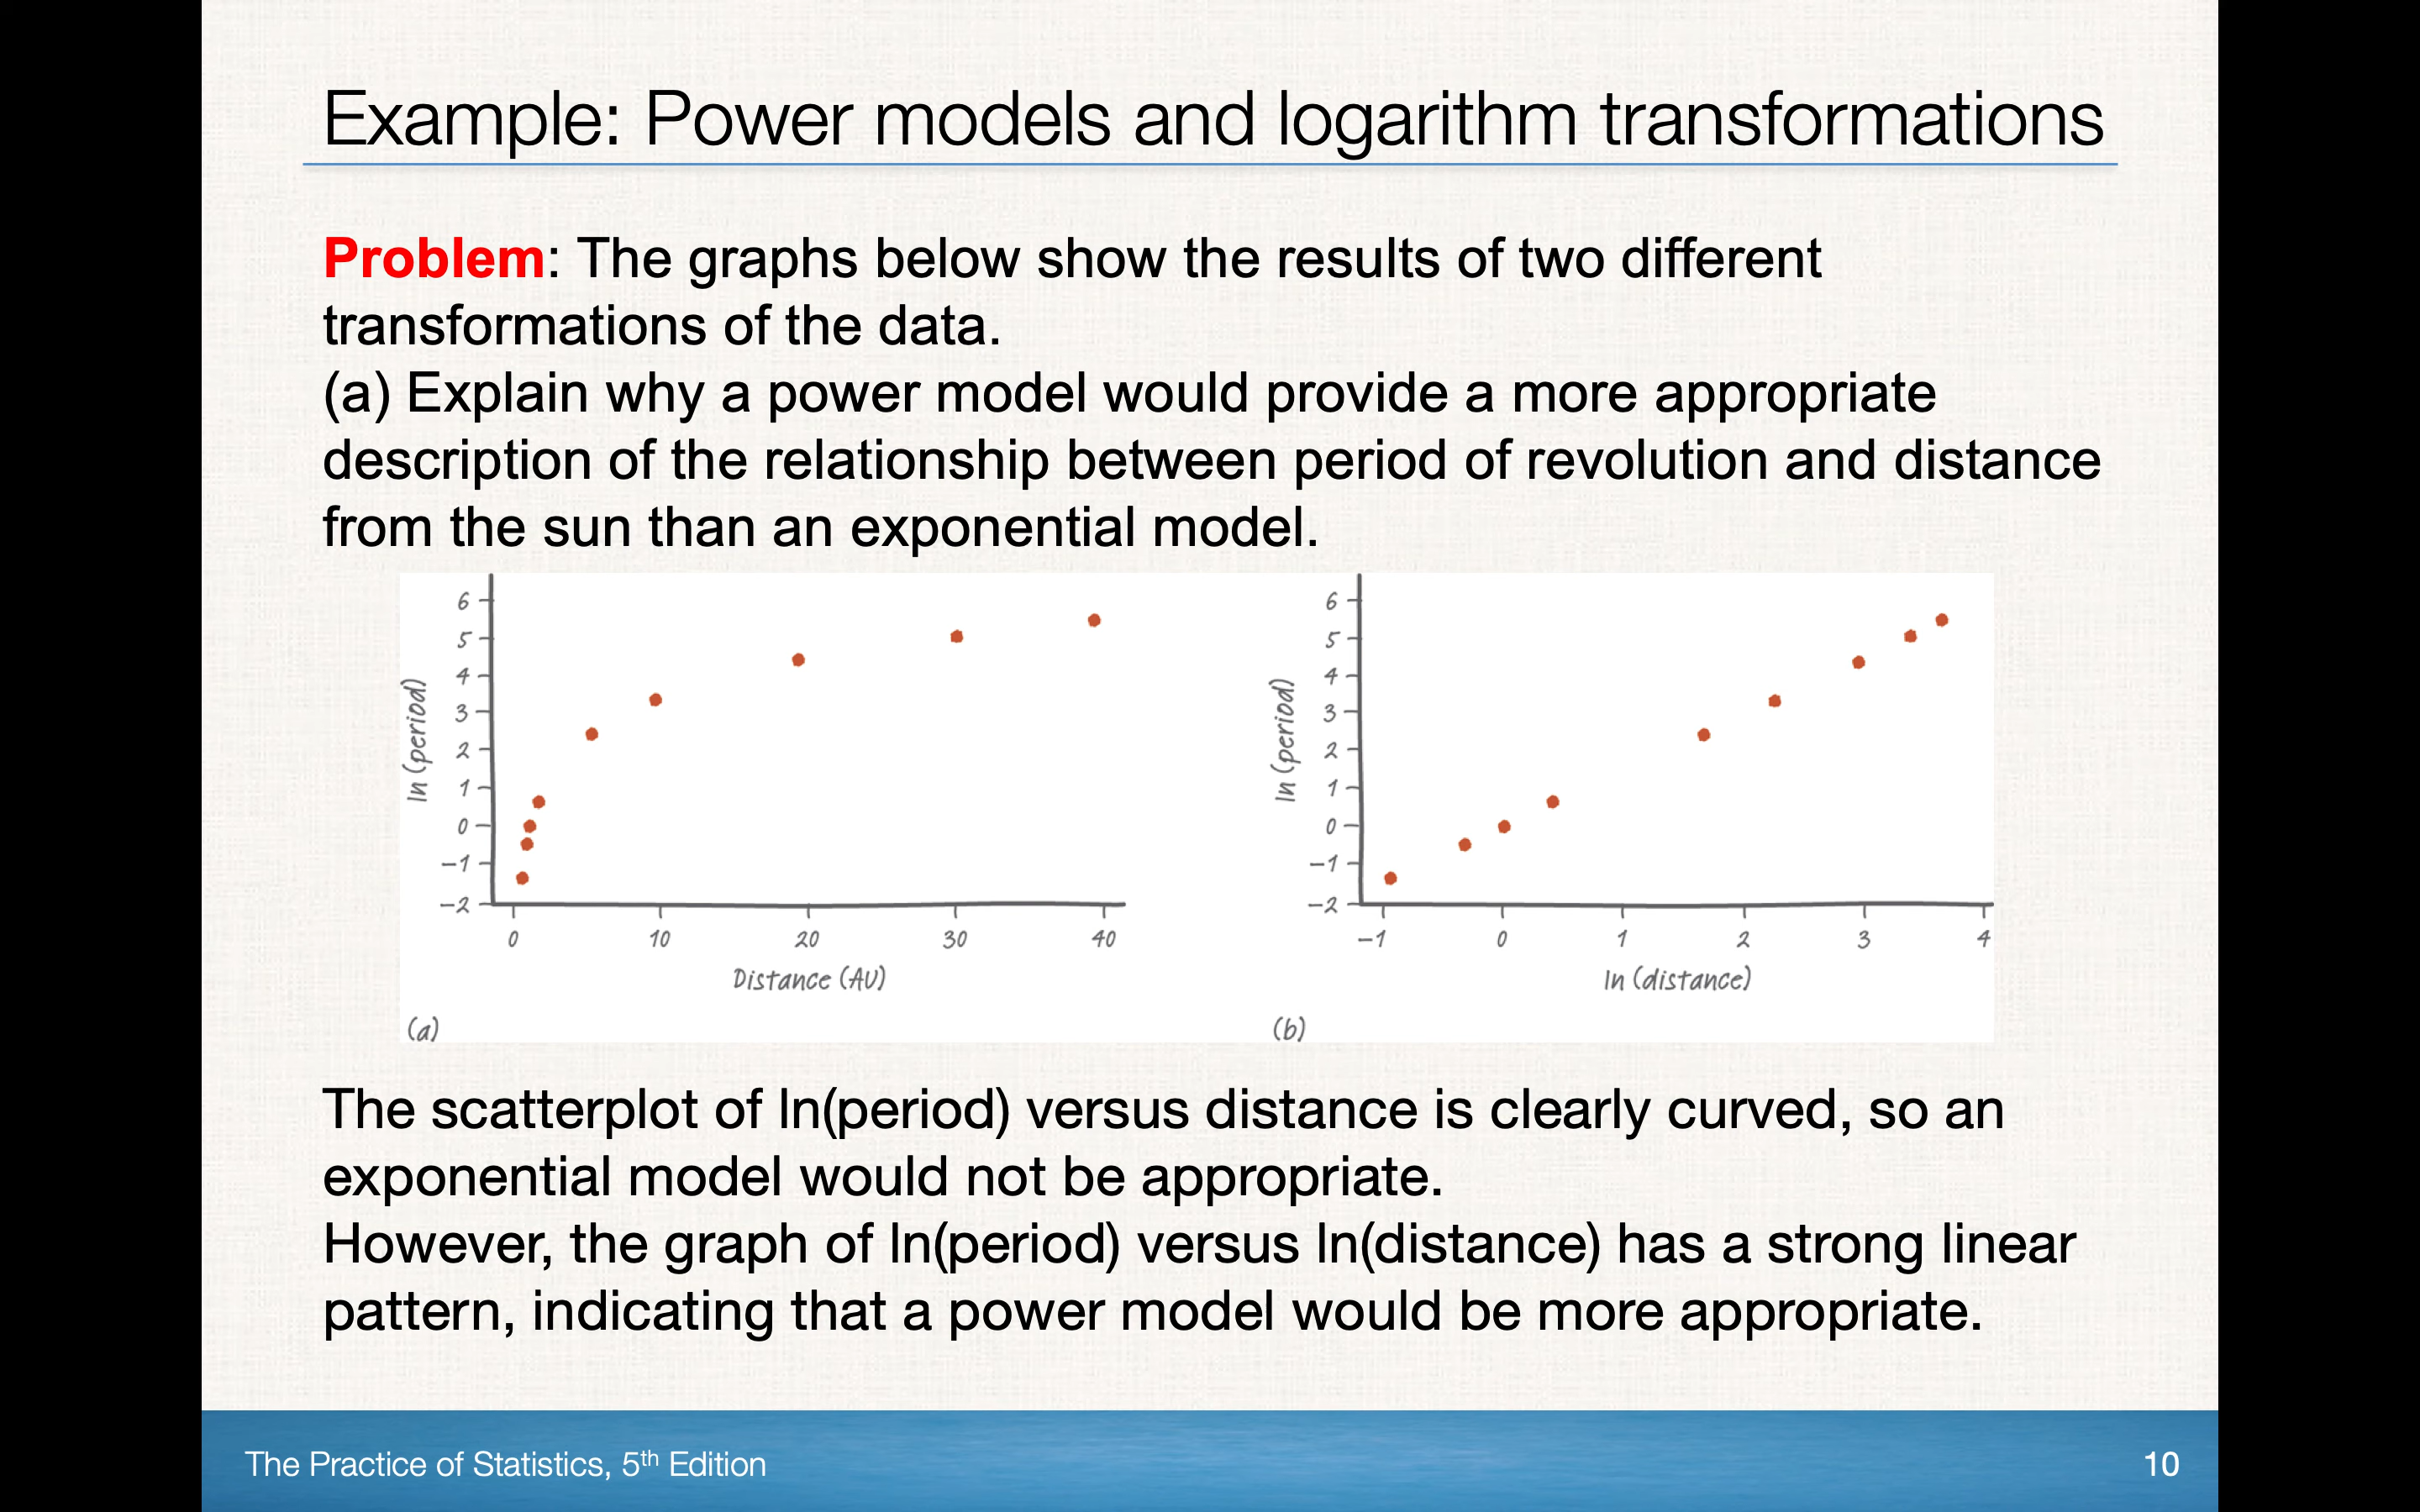 Example: Power models and logarithm transformations
Problem: The graphs below show the results of two different
transformations of the data.
(a) Explain why a power model would provide a more appropriate
description of the relationship between period of revolution and distance
from the sun than an exponential model.
6
5
4
3
2
1
0
−1
−2
ln (period)
0 10 20 30 40
Distance (AU)
(a)
6
5
4
3
2
1
0
−1
−2
ln (period)
−1 0 1 2 3 4
ln (distance)
(b)
The scatterplot of ln(period) versus distance is clearly curved, so an
exponential model would not be appropriate.
However, the graph of ln(period) versus ln(distance) has a strong linear
pattern, indicating that a power model would be more appropriate.
The Practice of Statistics, 5th Edition
10